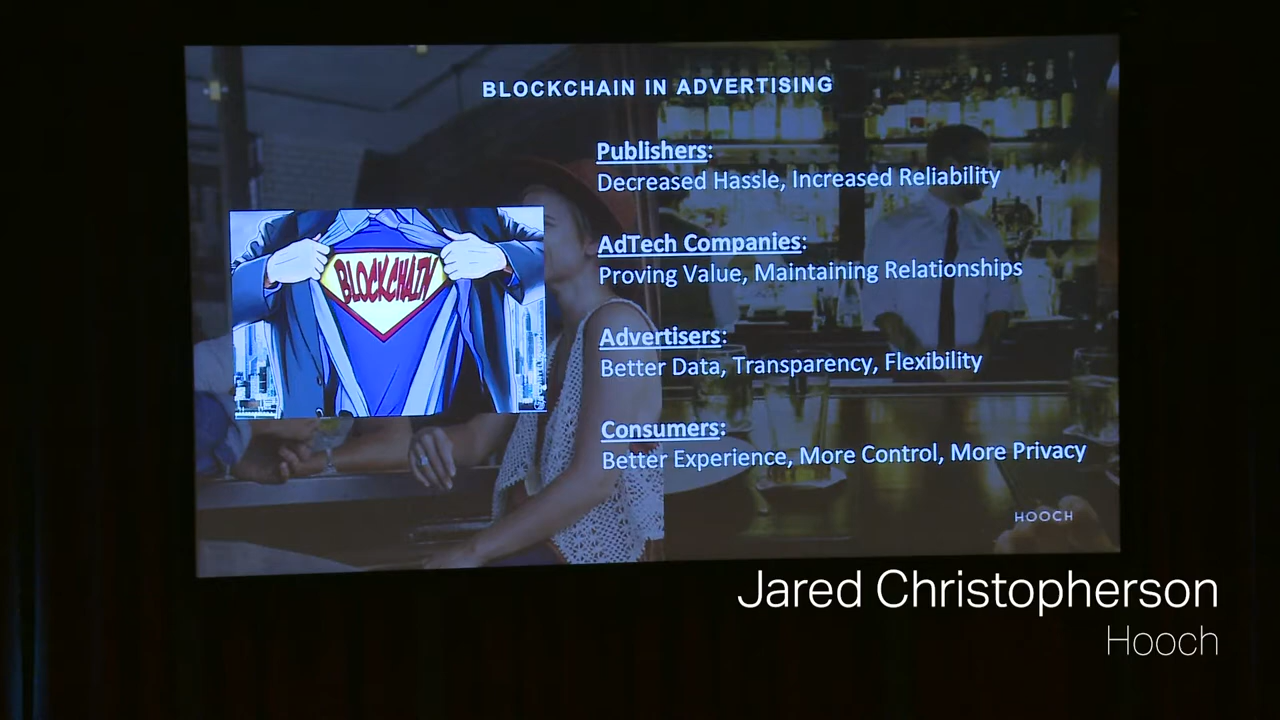 BLOCKCHAIN IN ADVERTISING
Publishers:
Decreased Hassle, Increased Reliability
BLOCKCHAIN
AdTech Companies:
Proving Value, Maintaining Relationships
Advertisers:
Better Data, Transparency, Flexibility
Consumers:
Better Experience, More Control, More Privacy
HOOCH
Jared Christopherson
Hooch